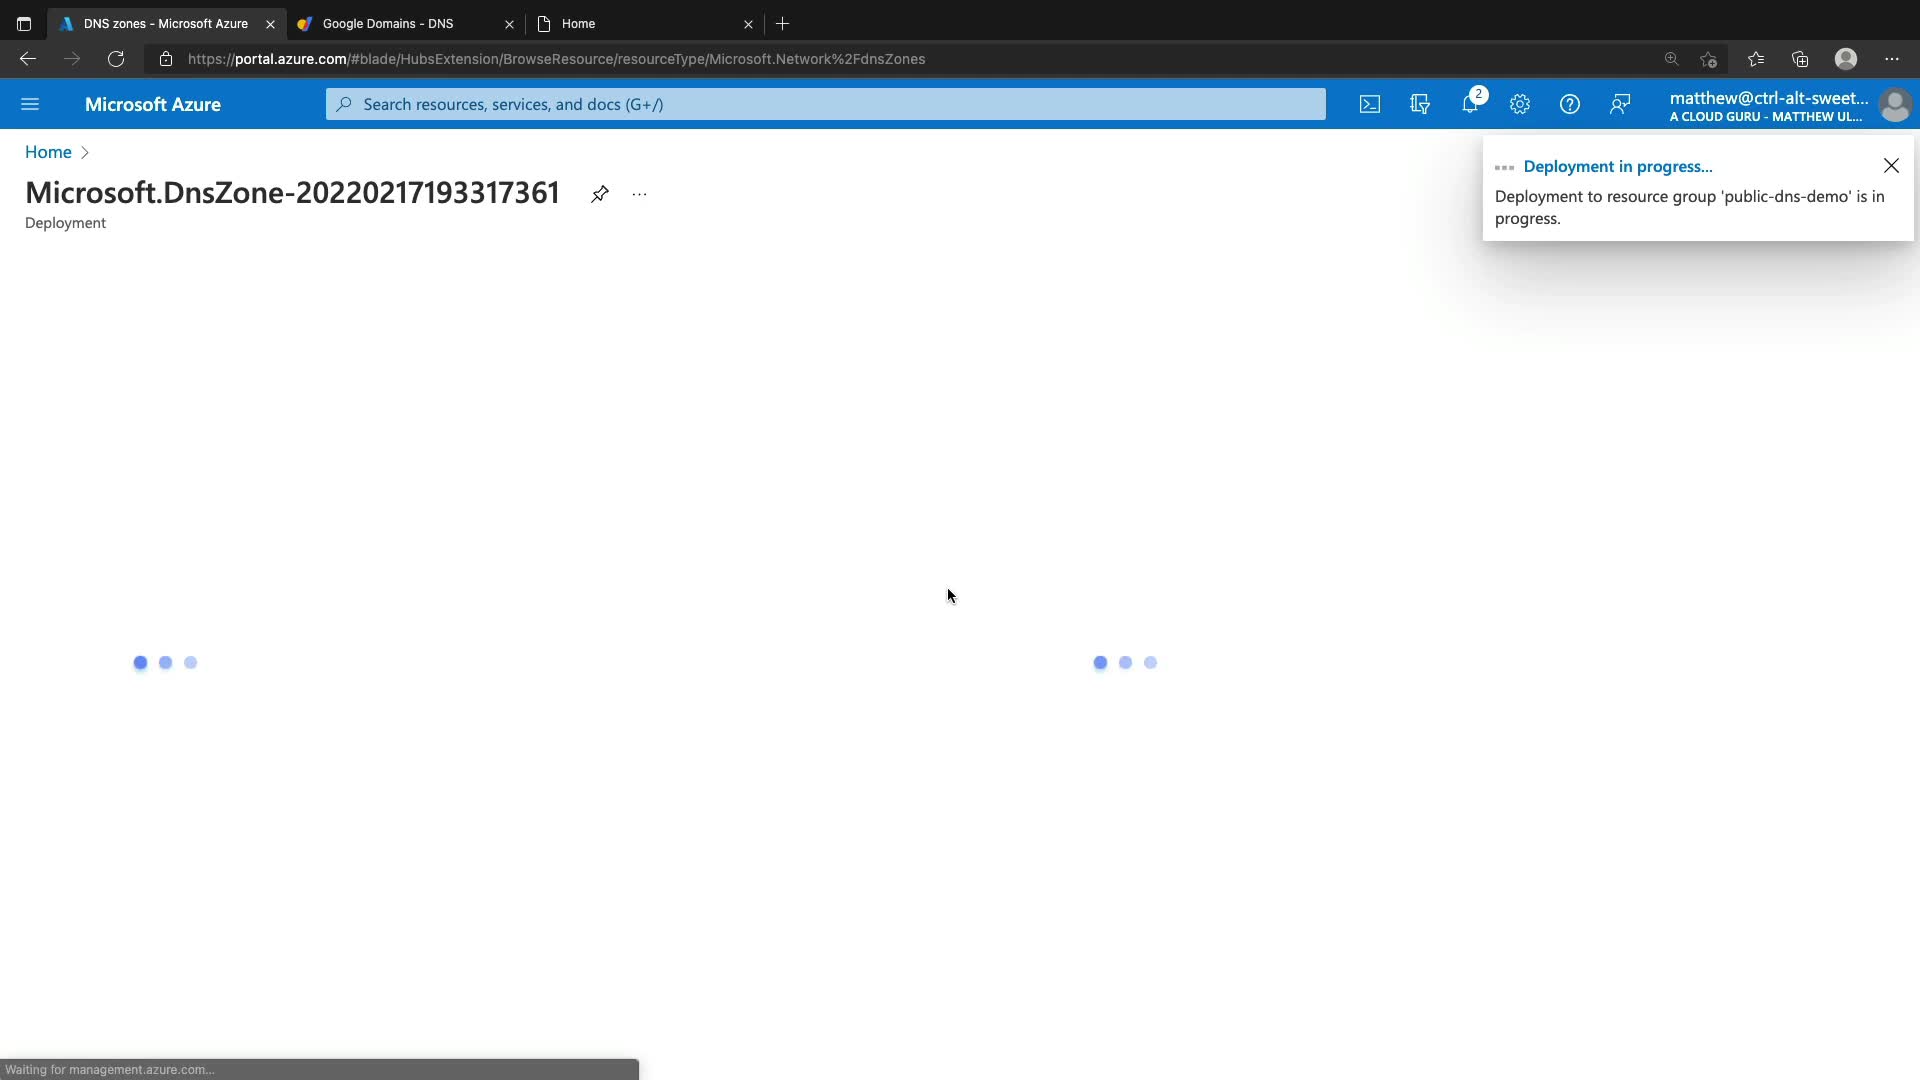 DNS zones - Microsoft Azure
Google Domains - DNS
Home
https://portal.azure.com/#blade/HubsExtension/BrowseResource/resourceType/Microsoft.Network%2FdnsZones
Microsoft Azure
Search resources, services, and docs (G+/)
2
matthew@ctrl-alt-sweet...
A CLOUD GURU - MATTHEW UL...
Home
Microsoft.DnsZone-20220217193317361
...
Deployment
Deployment in progress...
Deployment to resource group 'public-dns-demo' is in
progress.
Waiting for management.azure.com...